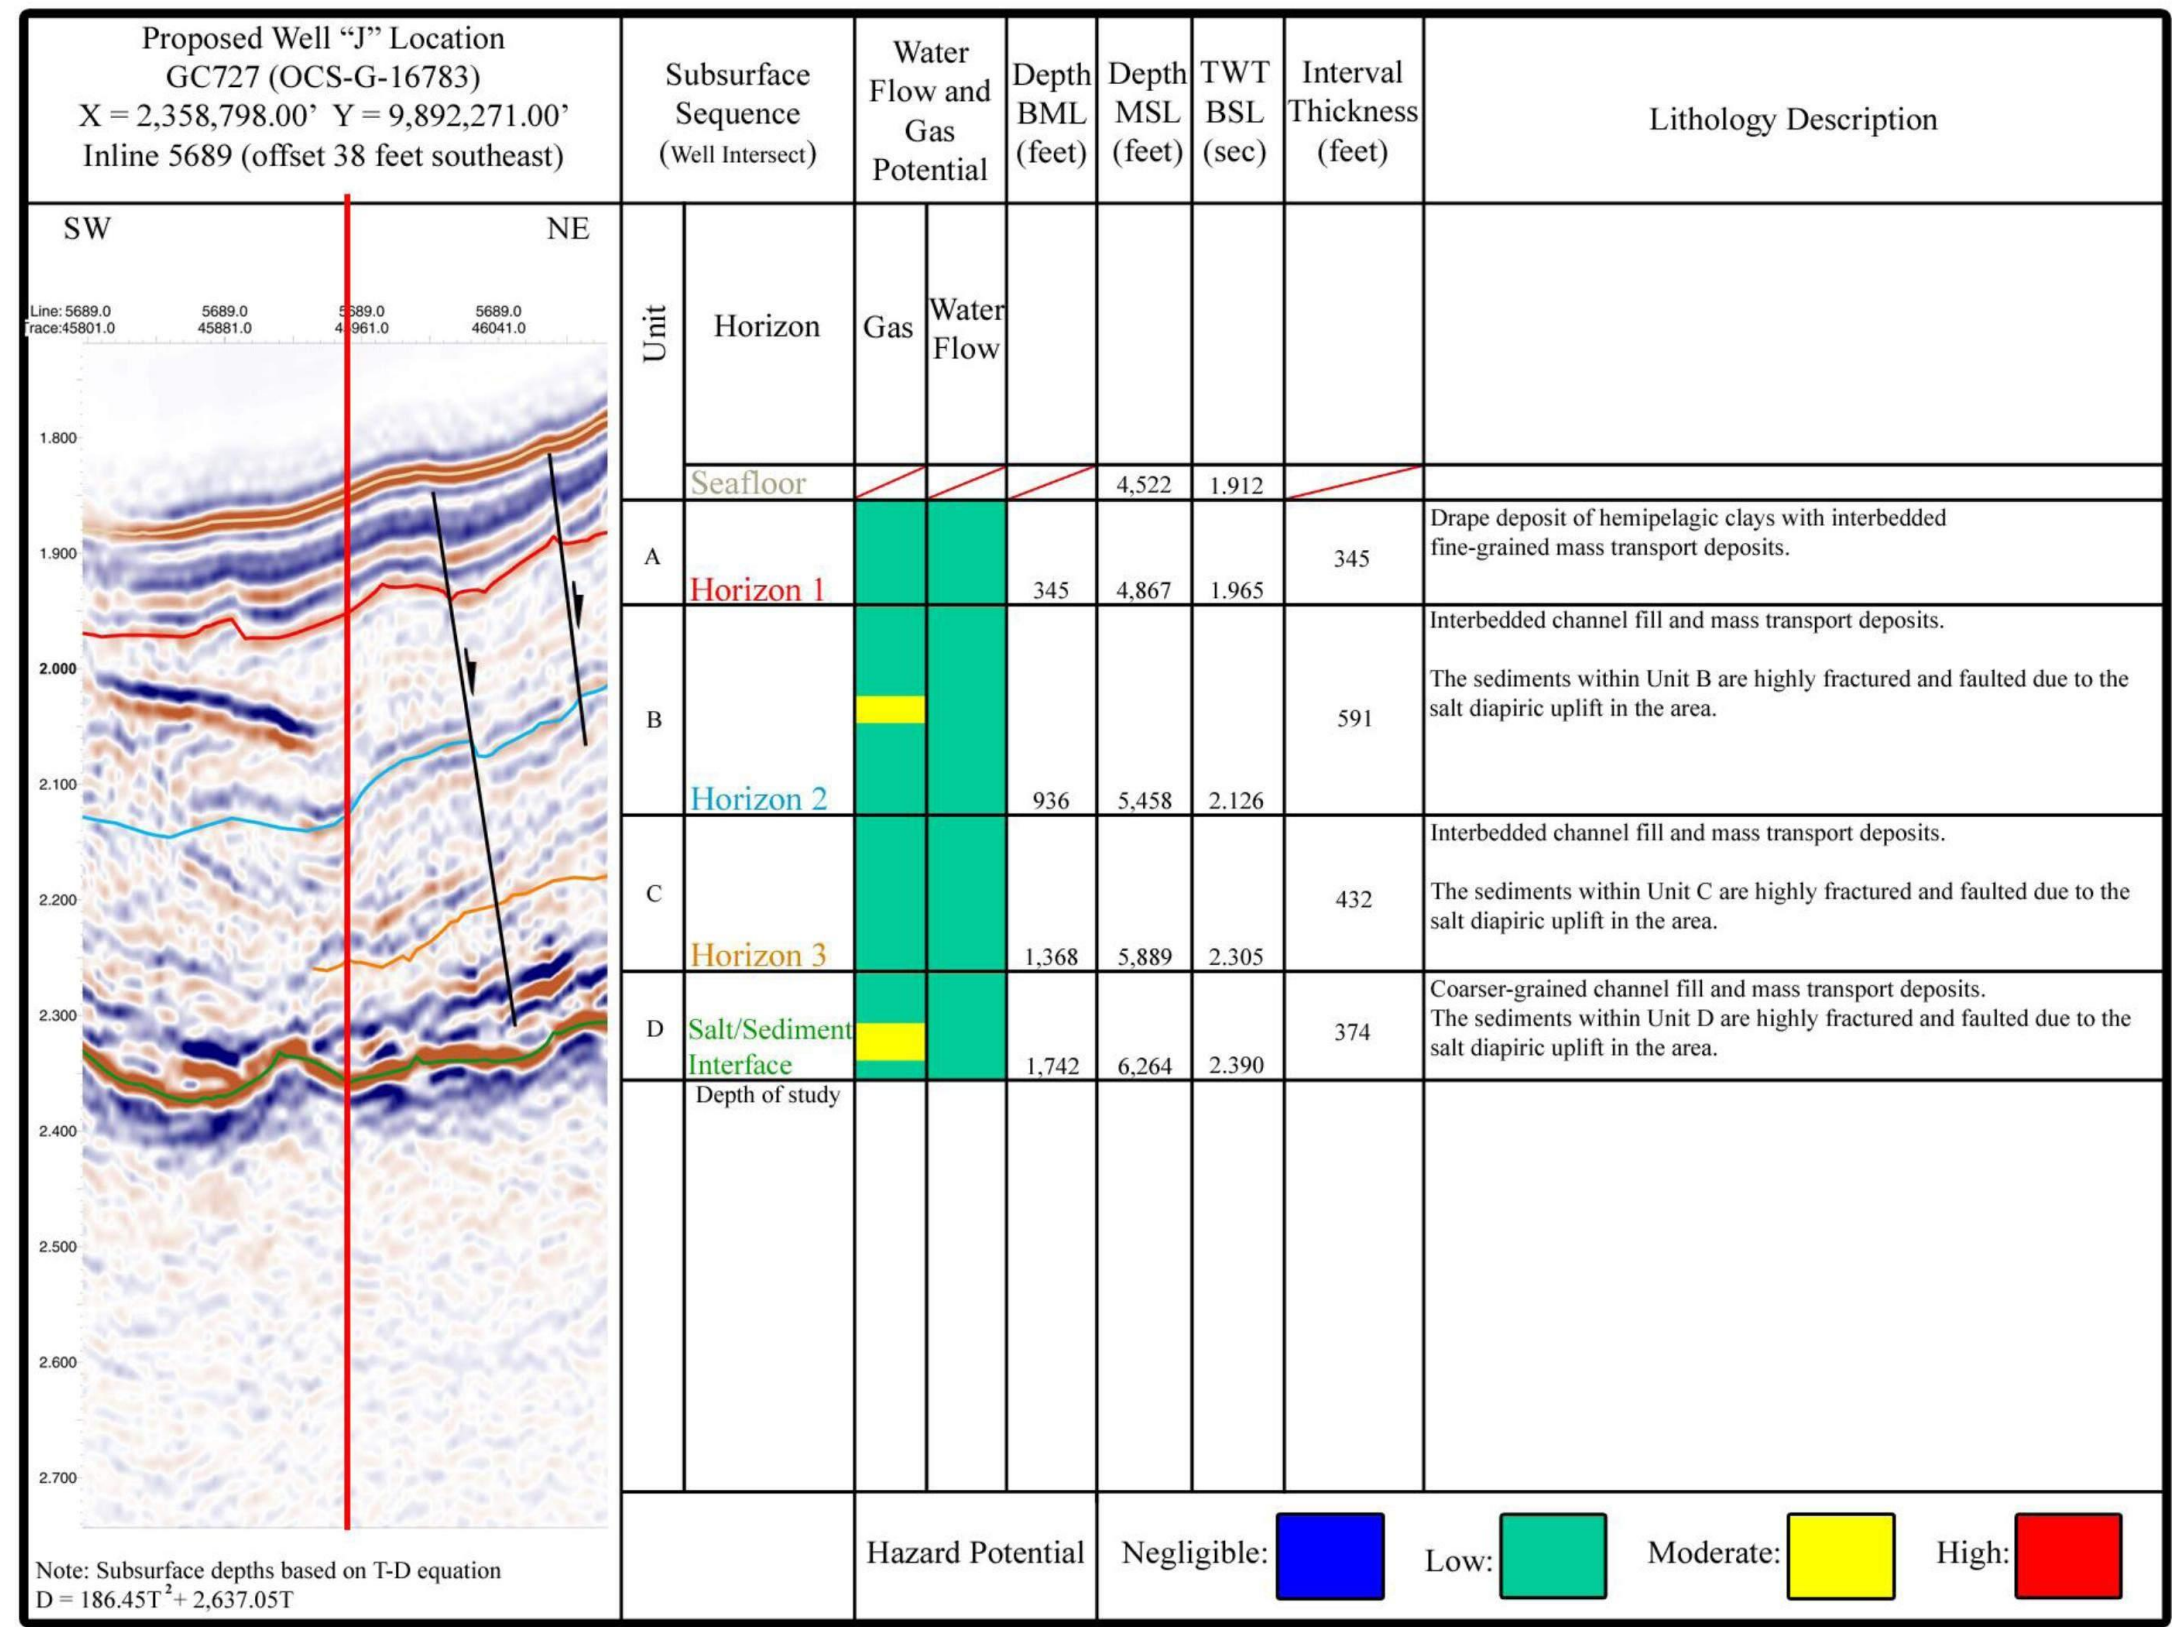 Proposed Well “J” Location
GC727 (OCS-G-16783)
X = 2,358,798.00’ Y = 9,892,271.00’
Inline 5689 (offset 38 feet southeast)
SW NE
Line: 5689.0 5689.0 5689.0 5689.0
Trace:45801.0 45881.0 45961.0 46041.0
1.800
1.900
2.000
2.100
2.200
2.300
2.400
2.500
2.600
2.700
Note: Subsurface depths based on T-D equation
D = 186.45T² + 2,637.05T
Subsurface
Sequence
(Well Intersect)
Water
Flow and
Gas
Potential
Depth
BML
(feet)
Depth
MSL
(feet)
TWT
BSL
(sec)
Interval
Thickness
(feet)
Lithology Description
Unit
Horizon
Gas
Water
Flow
Seafloor 4,522 1.912
A
Horizon 1 345 4,867 1.965
345
Drape deposit of hemipelagic clays with interbedded
fine-grained mass transport deposits.
B
Horizon 2 936 5,458 2.126
591
Interbedded channel fill and mass transport deposits.
The sediments within Unit B are highly fractured and faulted due to the
salt diapiric uplift in the area.
C
Horizon 3 1,368 5,889 2.305
432
Interbedded channel fill and mass transport deposits.
The sediments within Unit C are highly fractured and faulted due to the
salt diapiric uplift in the area.
D
Salt/Sediment
Interface 1,742 6,264 2.390
374
Coarser-grained channel fill and mass transport deposits.
The sediments within Unit D are highly fractured and faulted due to the
salt diapiric uplift in the area.
Depth of study
Hazard Potential Negligible: Low: Moderate: High: